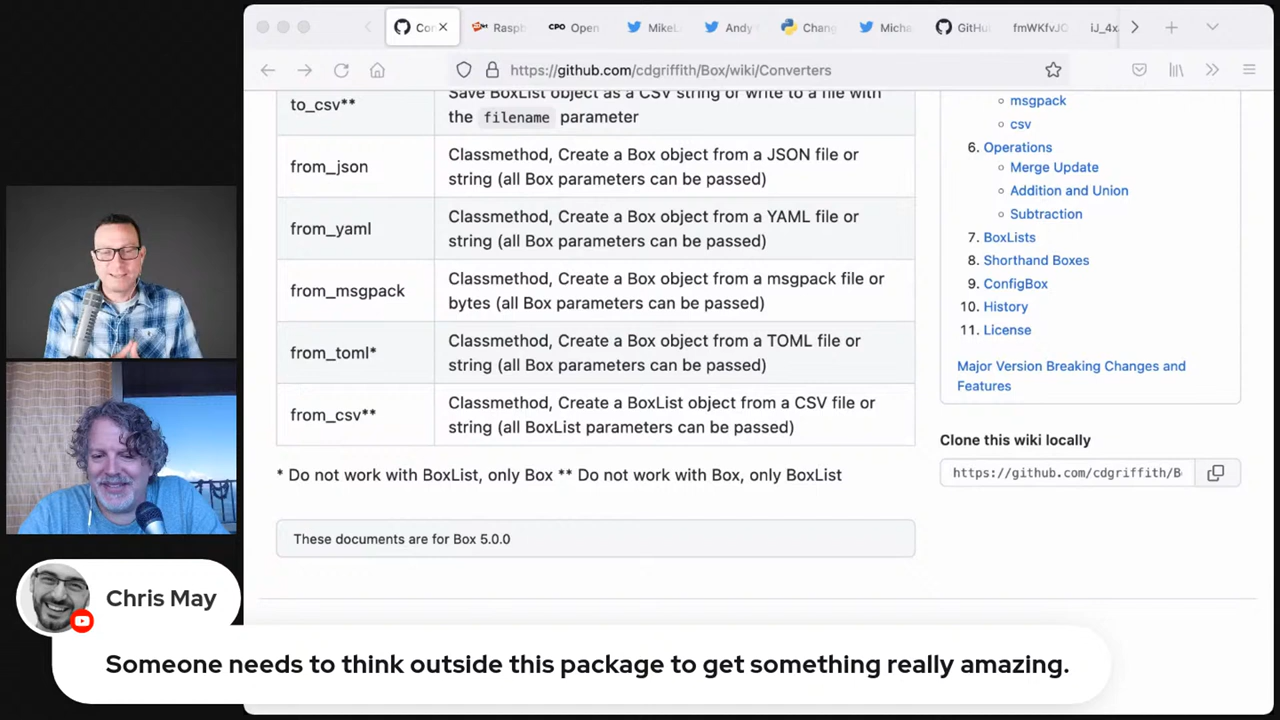 Cor
Raspb
CPO Open
MikeL
Andy
Chang
Micha
GitHu
fmWKfvJG
iJ_4x
https://github.com/cdgriffith/Box/wiki/Converters
to_csv**
Save BoxList object as a CSV string or write to a file with
the filename parameter
from_json
Classmethod, Create a Box object from a JSON file or
string (all Box parameters can be passed)
from_yaml
Classmethod, Create a Box object from a YAML file or
string (all Box parameters can be passed)
from_msgpack
Classmethod, Create a Box object from a msgpack file or
bytes (all Box parameters can be passed)
from_toml*
Classmethod, Create a Box object from a TOML file or
string (all Box parameters can be passed)
from_csv**
Classmethod, Create a BoxList object from a CSV file or
string (all BoxList parameters can be passed)
* Do not work with BoxList, only Box ** Do not work with Box, only BoxList
These documents are for Box 5.0.0
msgpack
csv
6. Operations
Merge Update
Addition and Union
Subtraction
7. BoxLists
8. Shorthand Boxes
9. ConfigBox
10. History
11. License
Major Version Breaking Changes and
Features
Clone this wiki locally
https://github.com/cdgriffith/B
Chris May
Someone needs to think outside this package to get something really amazing.